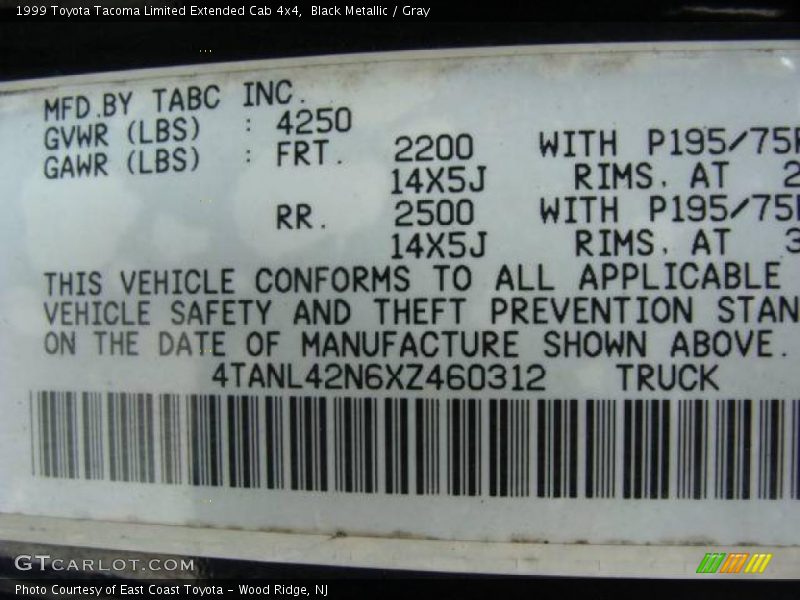 1999 Toyota Tacoma Limited Extended Cab 4x4,  Black Metallic / Gray
MFD.BY TABC INC.
GVWR (LBS) : 4250
GAWR (LBS) : FRT. 2200 WITH P195/75R
14X5J RIMS. AT 2
RR. 2500 WITH P195/75
14X5J RIMS. AT 3
THIS VEHICLE CONFORMS TO ALL APPLICABLE
VEHICLE SAFETY AND THEFT PREVENTION STAN
ON THE DATE OF MANUFACTURE SHOWN ABOVE.
4TANL42N6XZ460312 TRUCK
GTCARLOT.COM
Photo Courtesy of East Coast Toyota - Wood Ridge, NJ